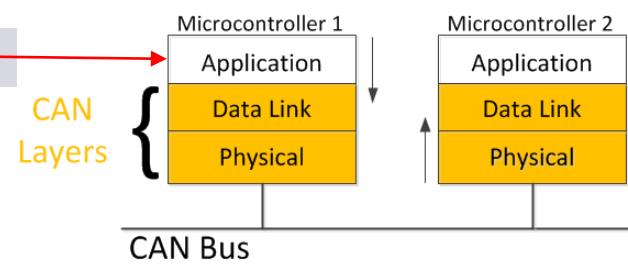 Microcontroller 1
Microcontroller 2
Application
Application
CAN
Layers
Data Link
Data Link
Physical
Physical
CAN Bus